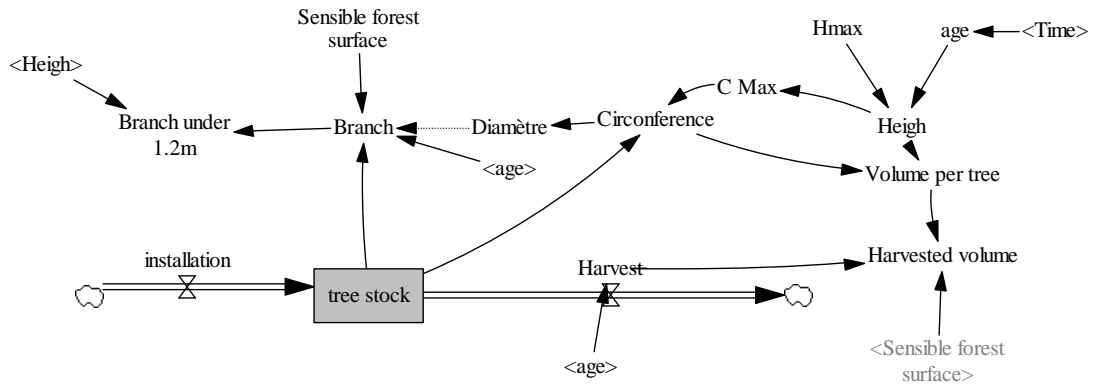 Sensible forest
surface
Hmax
age
<Time>
<Heigh>
C Max
Branch under
1.2m
Branch
Diamètre
Circonference
Heigh
<age>
Volume per tree
installation
Harvest
Harvested volume
tree stock
<age>
<Sensible forest
surface>